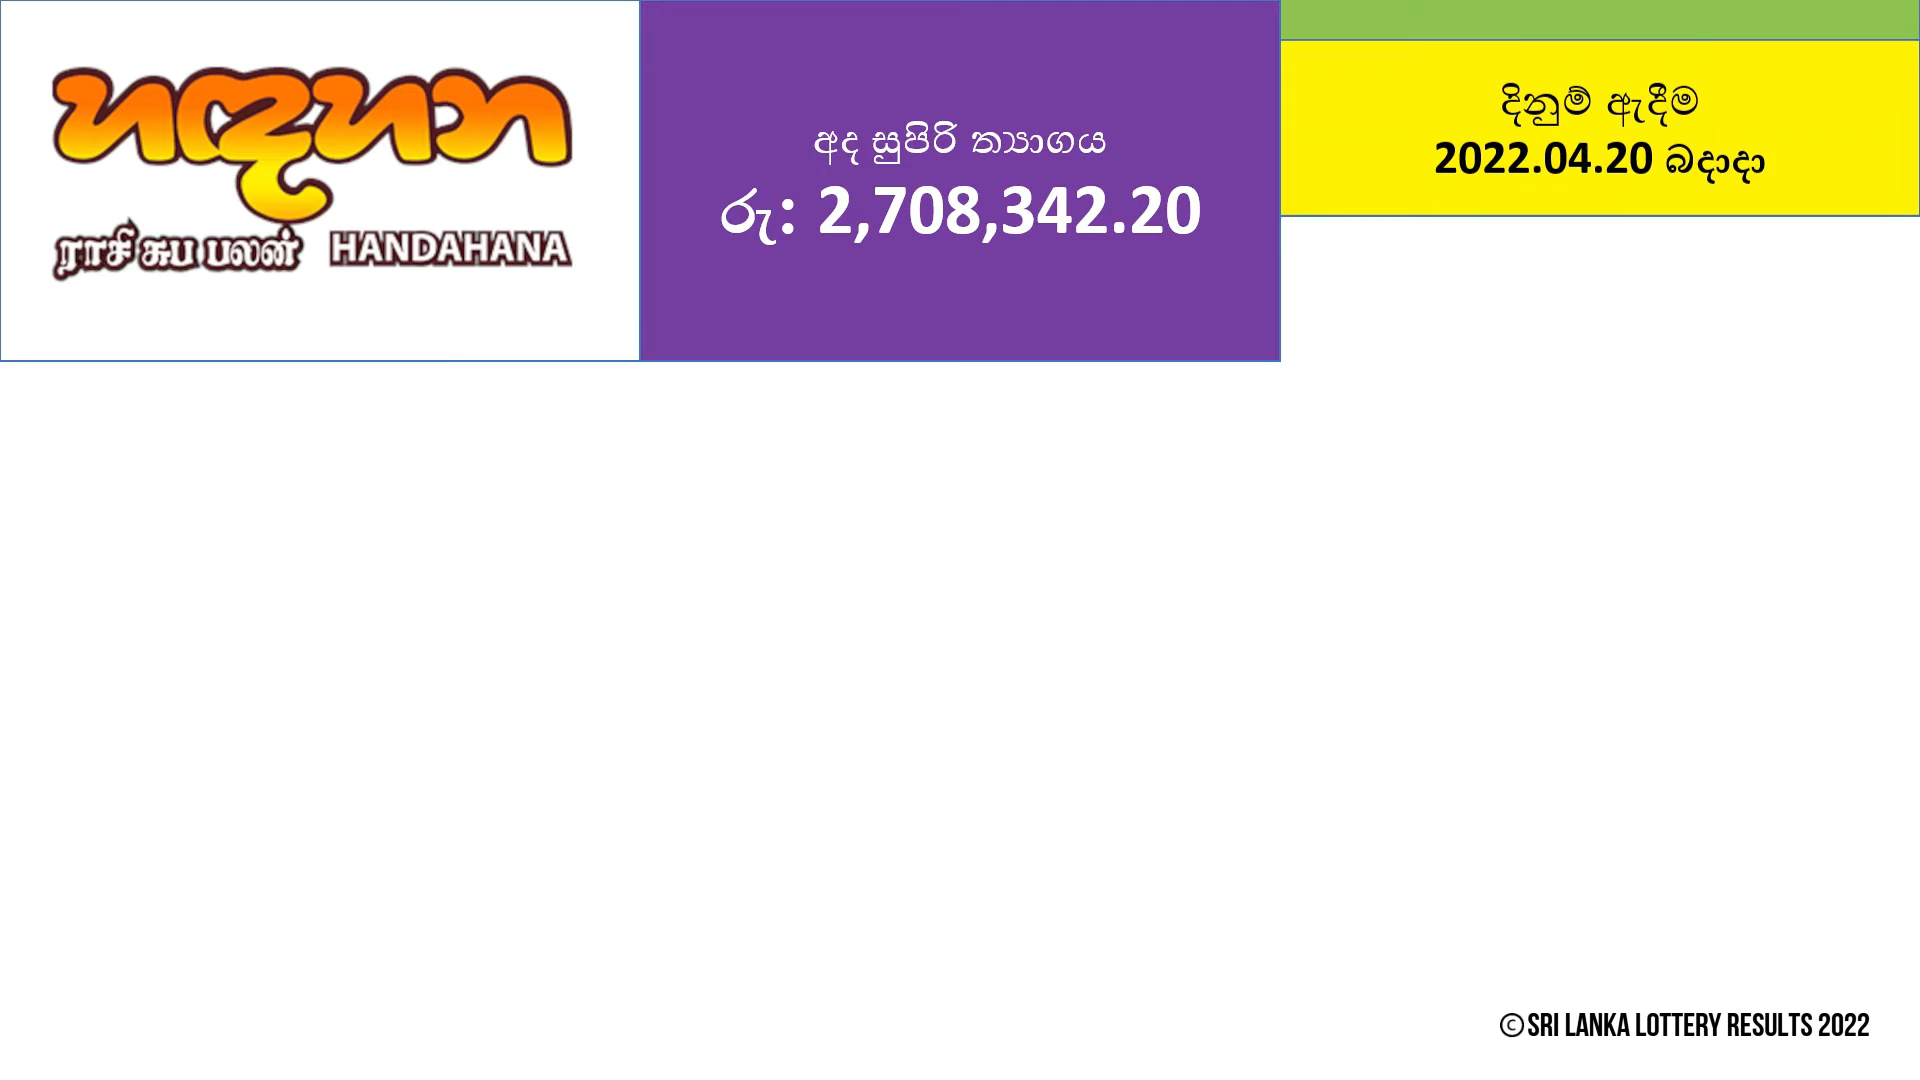 හඳහන
ராசி சுப பலன் HANDAHANA
අද සුපිරි ත්‍යාගය
රු: 2,708,342.20
දිනුම් ඇදීම
2022.04.20 බදාදා
©SRI LANKA LOTTERY RESULTS 2022